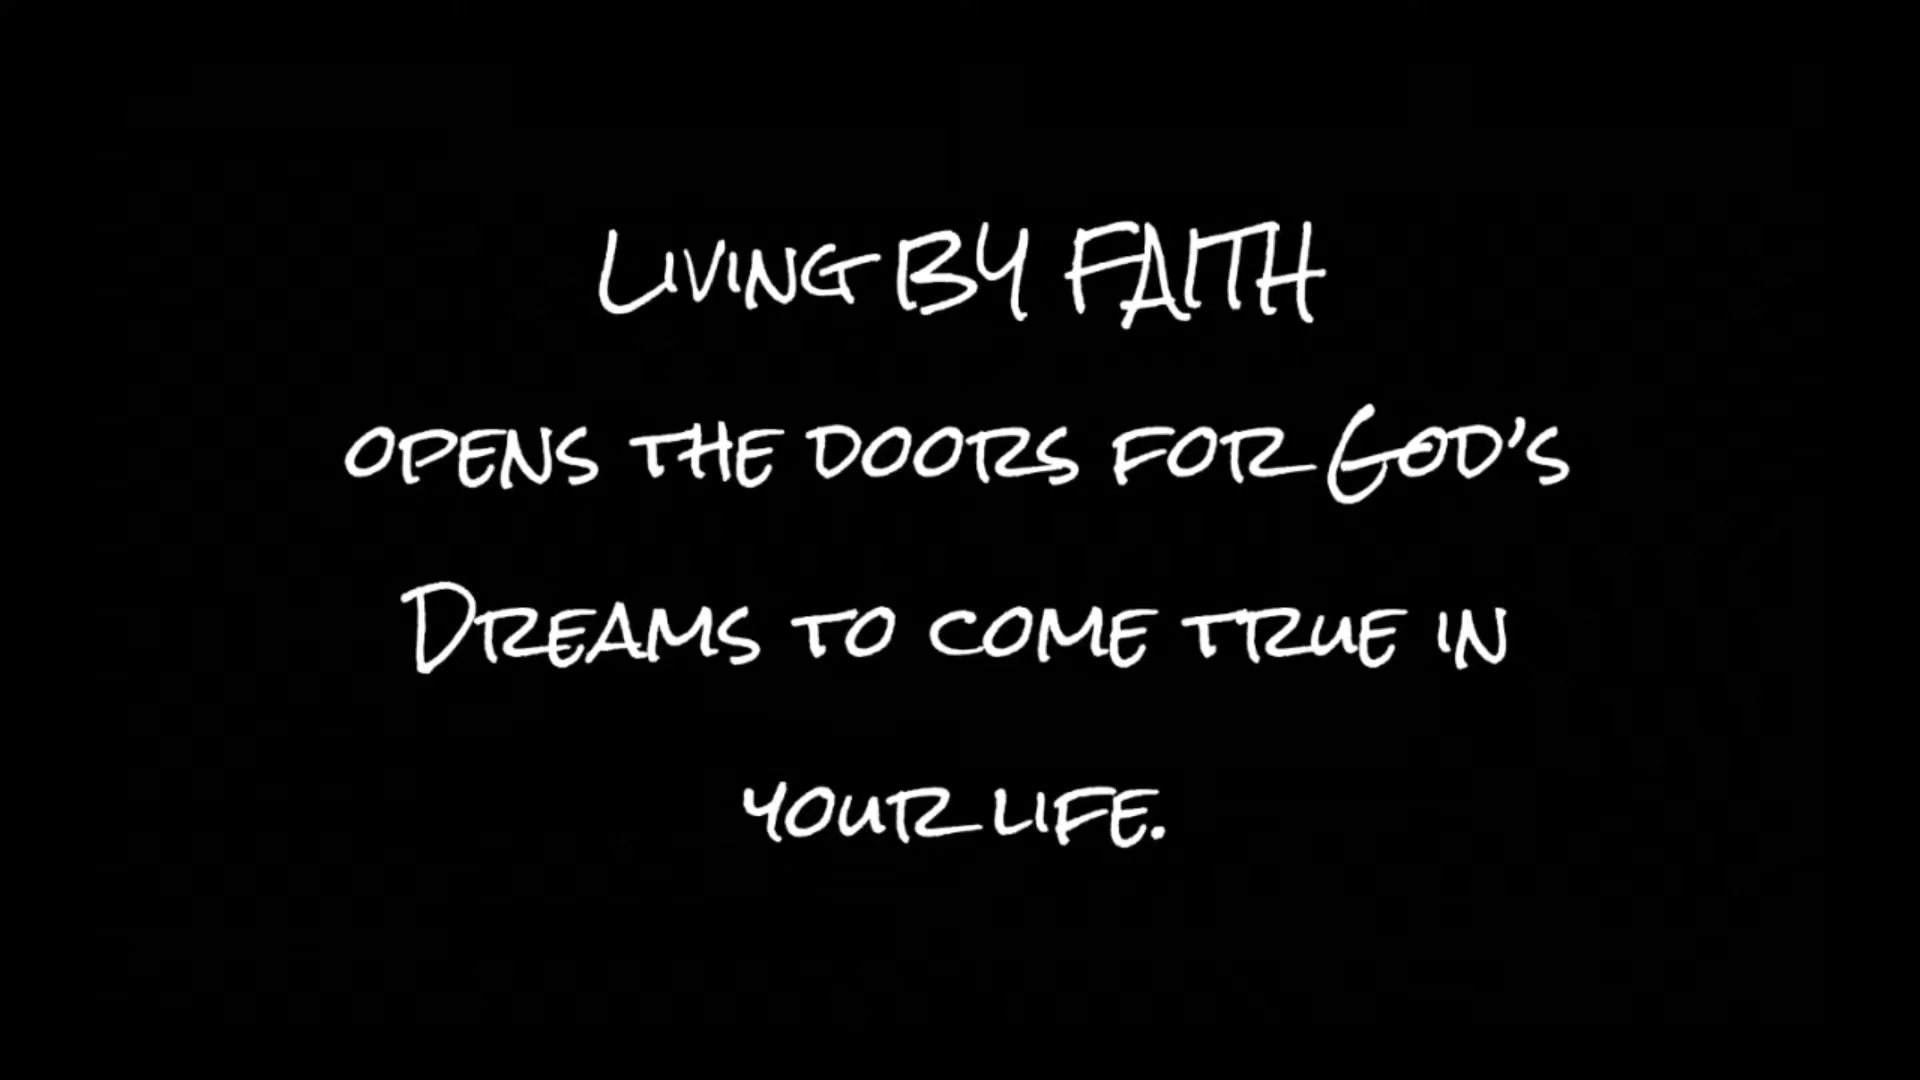 Living BY FAITH
opens the doors for God's
Dreams to come true in
your life.